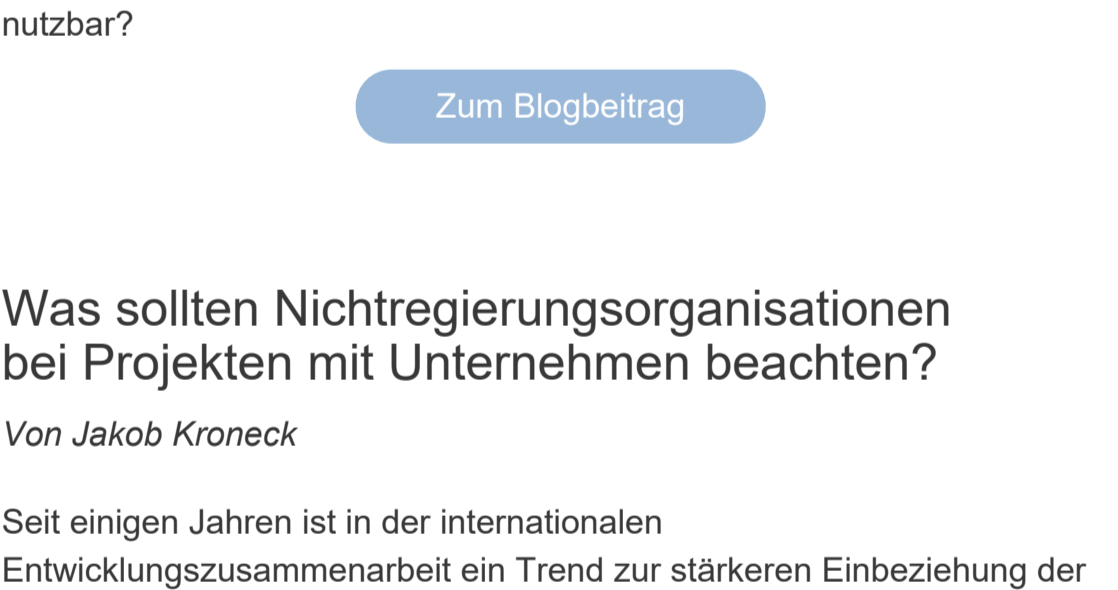 nutzbar?
Zum Blogbeitrag
Was sollten Nichtregierungsorganisationen
bei Projekten mit Unternehmen beachten?
Von Jakob Kroneck
Seit einigen Jahren ist in der internationalen
Entwicklungszusammenarbeit ein Trend zur stärkeren Einbeziehung der